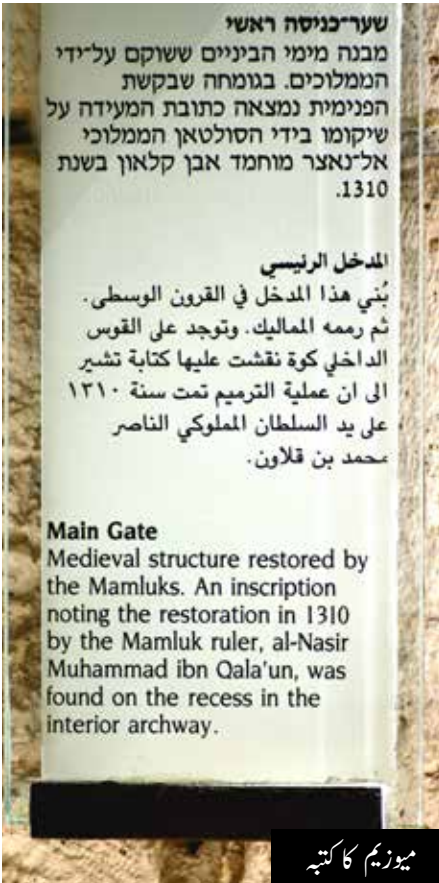 שער־כניסה ראשי
מבנה מימי הביניים ששוקם על־ידי
הממלוכים. בגומחה שבקשת
הפנימית נמצאה כתובת המעידה על
שיקומו בידי הסולטאן הממלוכי
אל־נאצר מוחמד אבן קלאון בשנת
1310.
المدخل الرئيسي
بُني هذا المدخل في القرون الوسطى.
ثم رممه المماليك. وتوجد على القوس
الداخلي كوة نقشت عليها كتابة تشير
الى ان عملية الترميم تمت سنة ١٣١٠
على يد السلطان المملوكي الناصر
محمد بن قلاون.
Main Gate
Medieval structure restored by
the Mamluks. An inscription
noting the restoration in 1310
by the Mamluk ruler, al-Nasir
Muhammad ibn Qala'un, was
found on the recess in the
interior archway.
میوزیم کا کتبہ